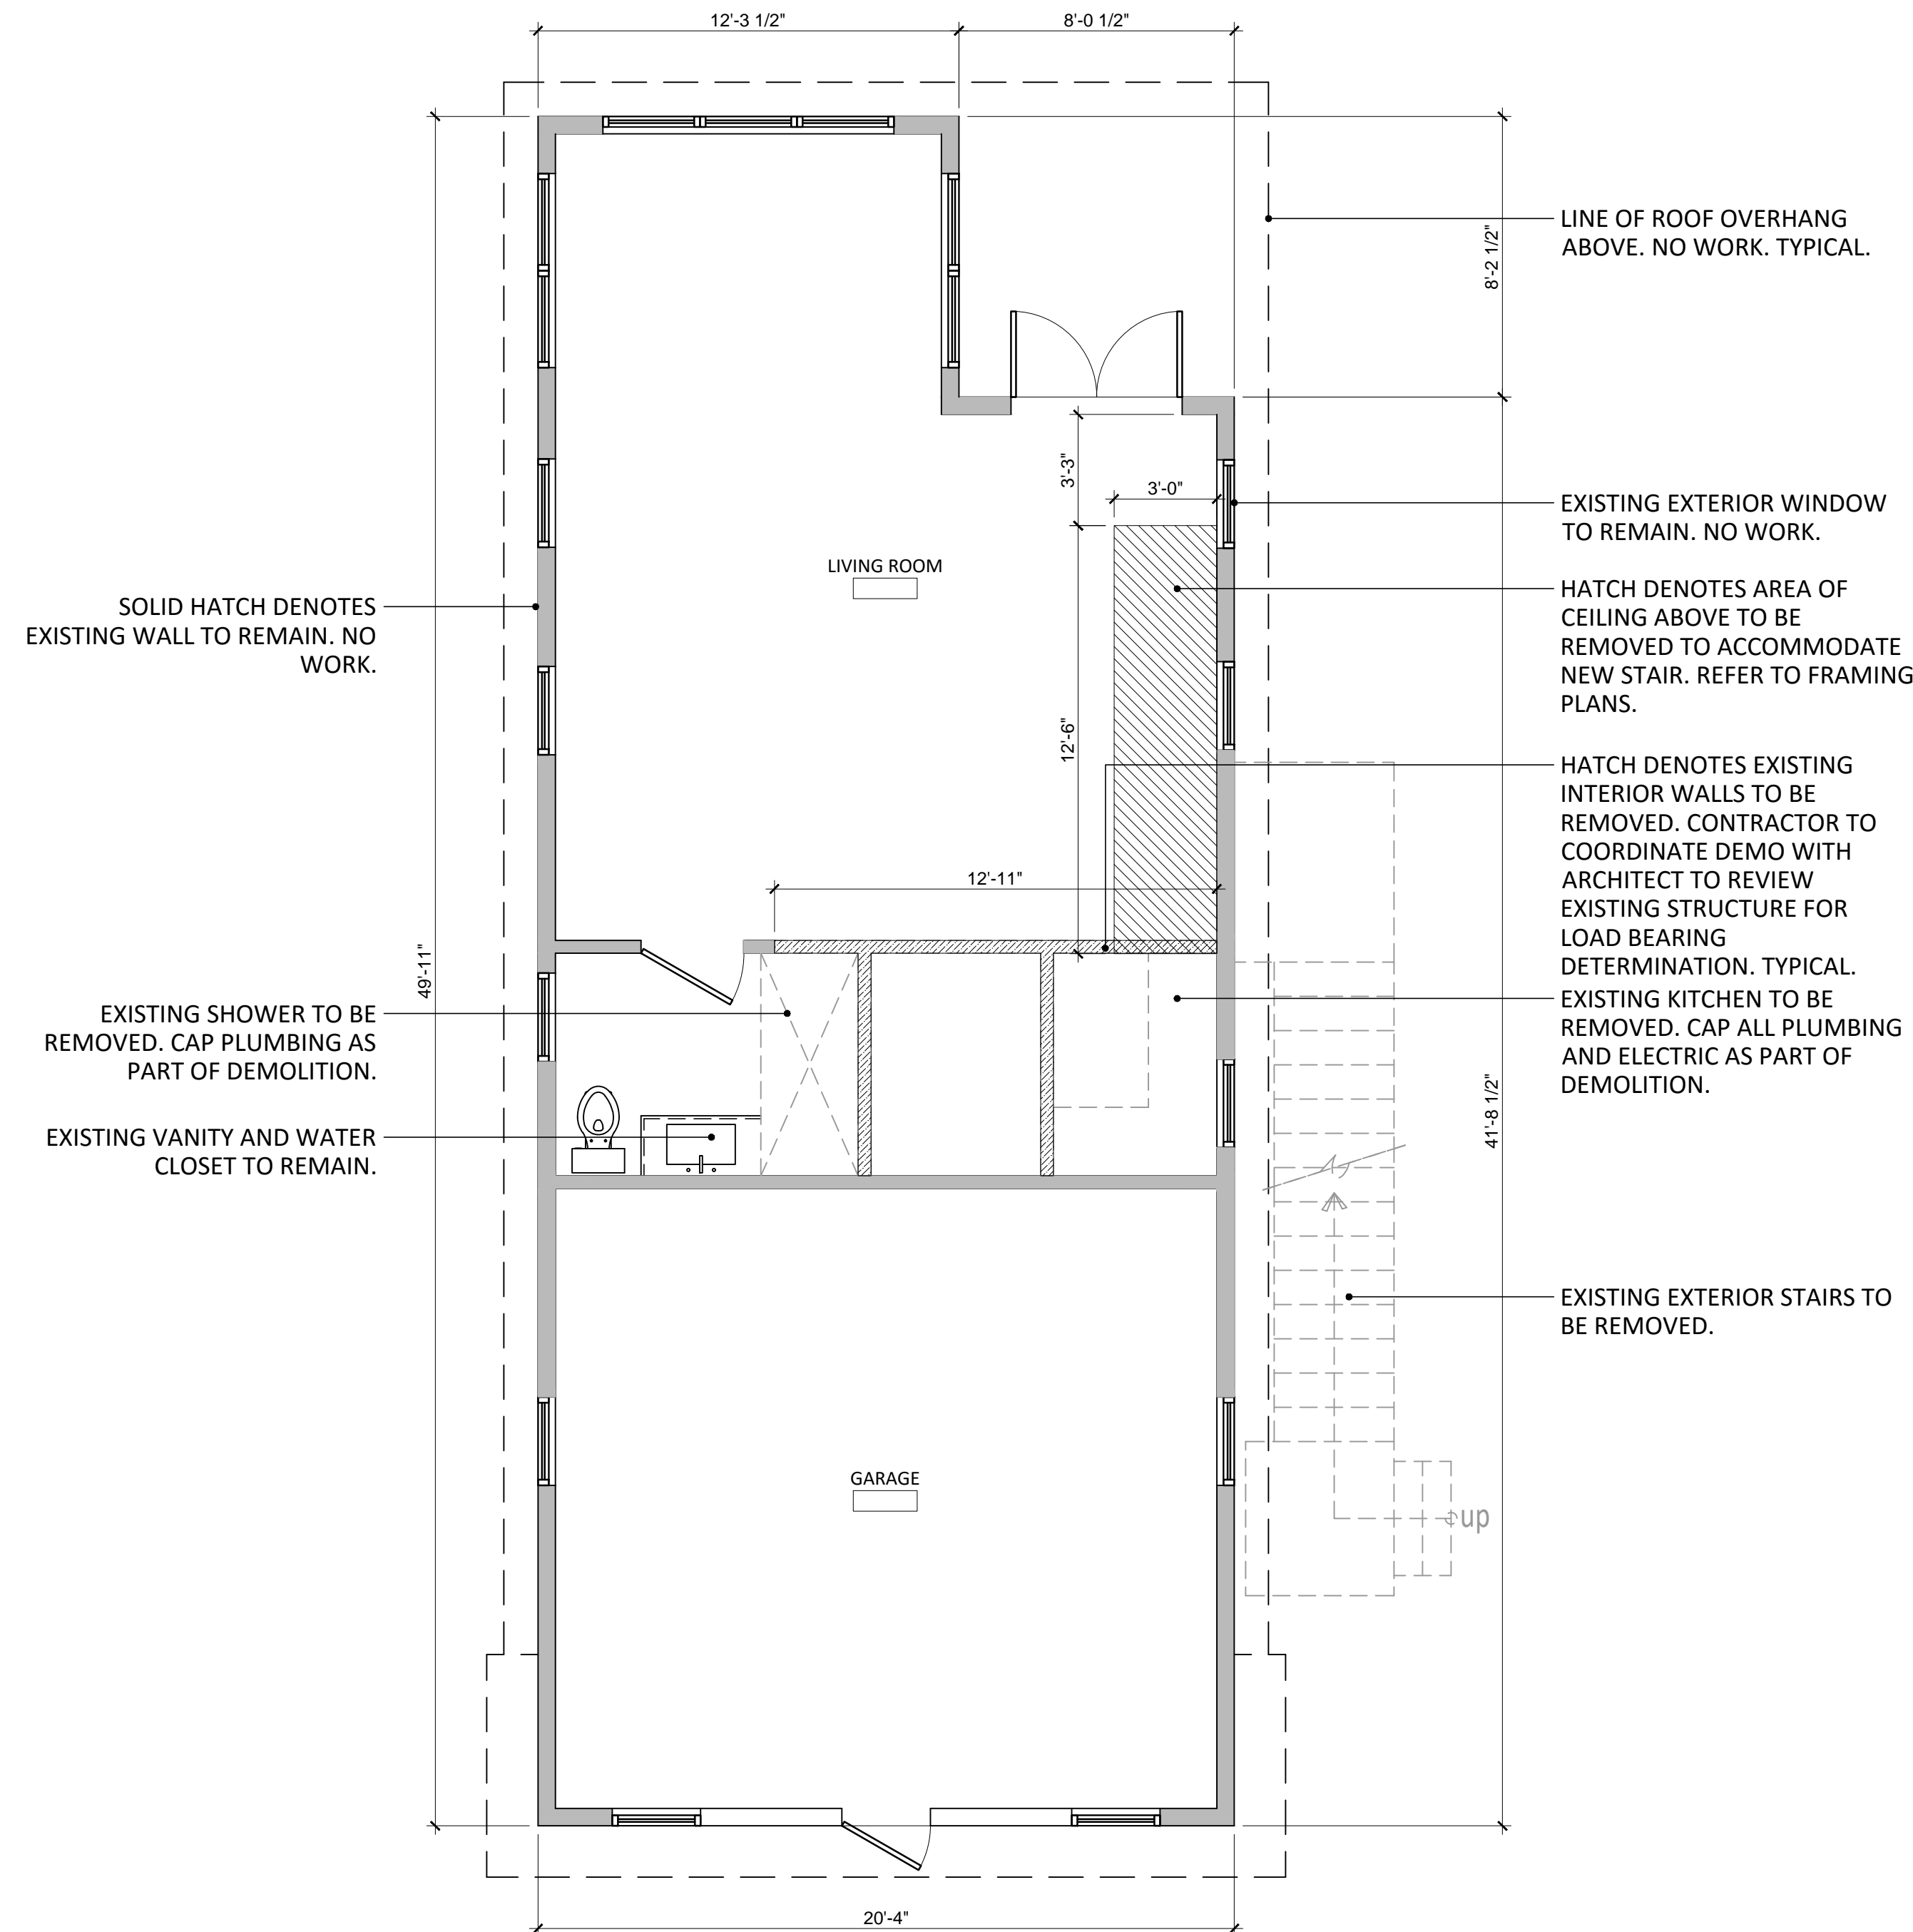 12'-3 1/2"
8'-0 1/2"
LINE OF ROOF OVERHANG
ABOVE. NO WORK. TYPICAL.
8'-2 1/2"
3'-3"
3'-0"
EXISTING EXTERIOR WINDOW
TO REMAIN. NO WORK.
LIVING ROOM
HATCH DENOTES AREA OF
CEILING ABOVE TO BE
REMOVED TO ACCOMMODATE
NEW STAIR. REFER TO FRAMING
PLANS.
SOLID HATCH DENOTES
EXISTING WALL TO REMAIN. NO
WORK.
12'-6"
HATCH DENOTES EXISTING
INTERIOR WALLS TO BE
REMOVED. CONTRACTOR TO
COORDINATE DEMO WITH
ARCHITECT TO REVIEW
EXISTING STRUCTURE FOR
LOAD BEARING
DETERMINATION. TYPICAL.
12'-11"
49'-11"
EXISTING SHOWER TO BE
REMOVED. CAP PLUMBING AS
PART OF DEMOLITION.
EXISTING KITCHEN TO BE
REMOVED. CAP ALL PLUMBING
AND ELECTRIC AS PART OF
DEMOLITION.
41'-8 1/2"
EXISTING VANITY AND WATER
CLOSET TO REMAIN.
EXISTING EXTERIOR STAIRS TO
BE REMOVED.
GARAGE
up
20'-4"